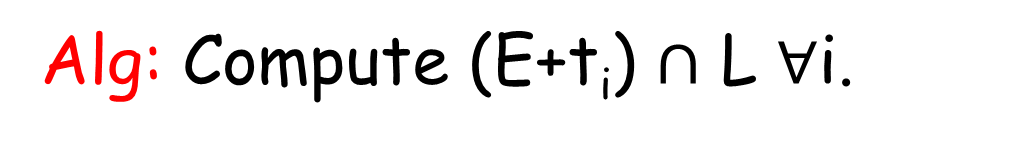 Alg: Compute (E+tᵢ) ∩ L ∀i.